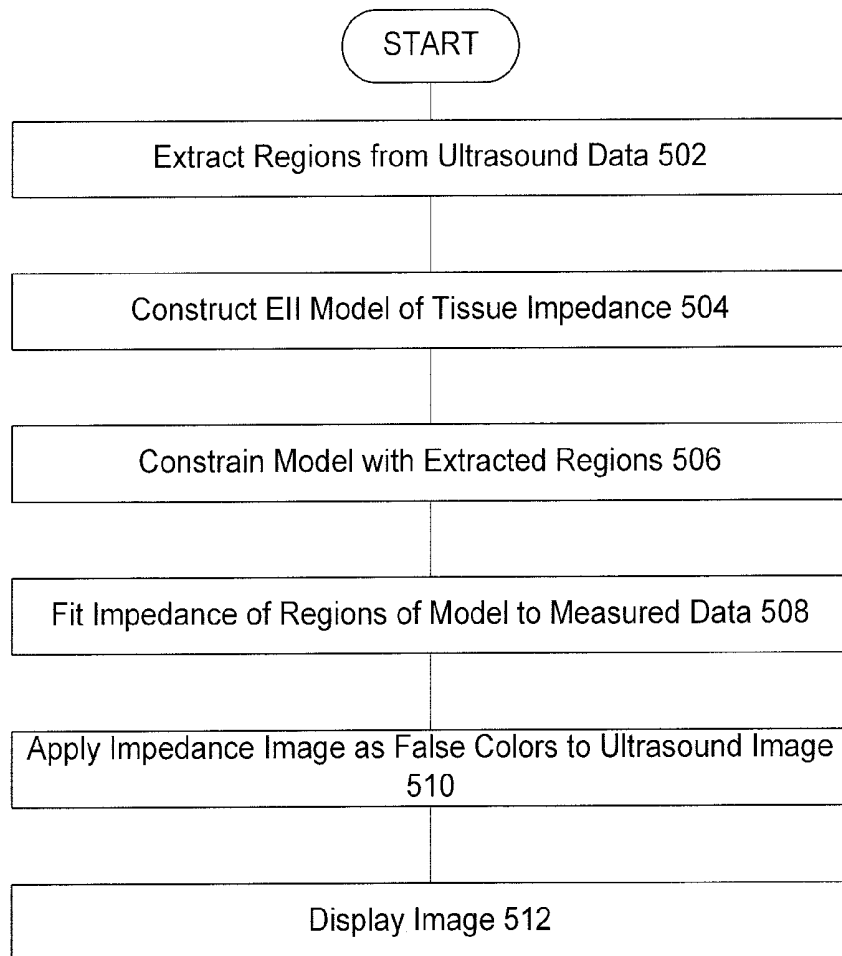 START
Extract Regions from Ultrasound Data 502
Construct EII Model of Tissue Impedance 504
Constrain Model with Extracted Regions 506
Fit Impedance of Regions of Model to Measured Data 508
Apply Impedance Image as False Colors to Ultrasound Image
510
Display Image 512